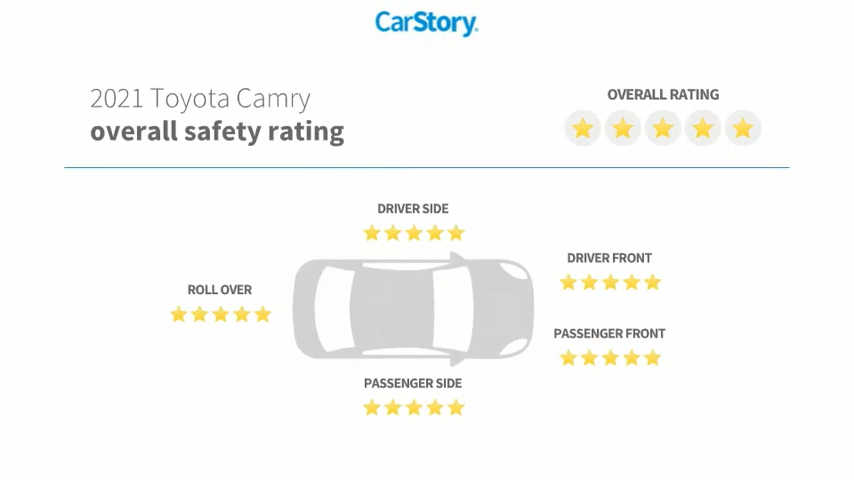 CarStory.
2021 Toyota Camry
overall safety rating
OVERALL RATING
DRIVER SIDE
DRIVER FRONT
ROLL OVER
PASSENGER FRONT
PASSENGER SIDE